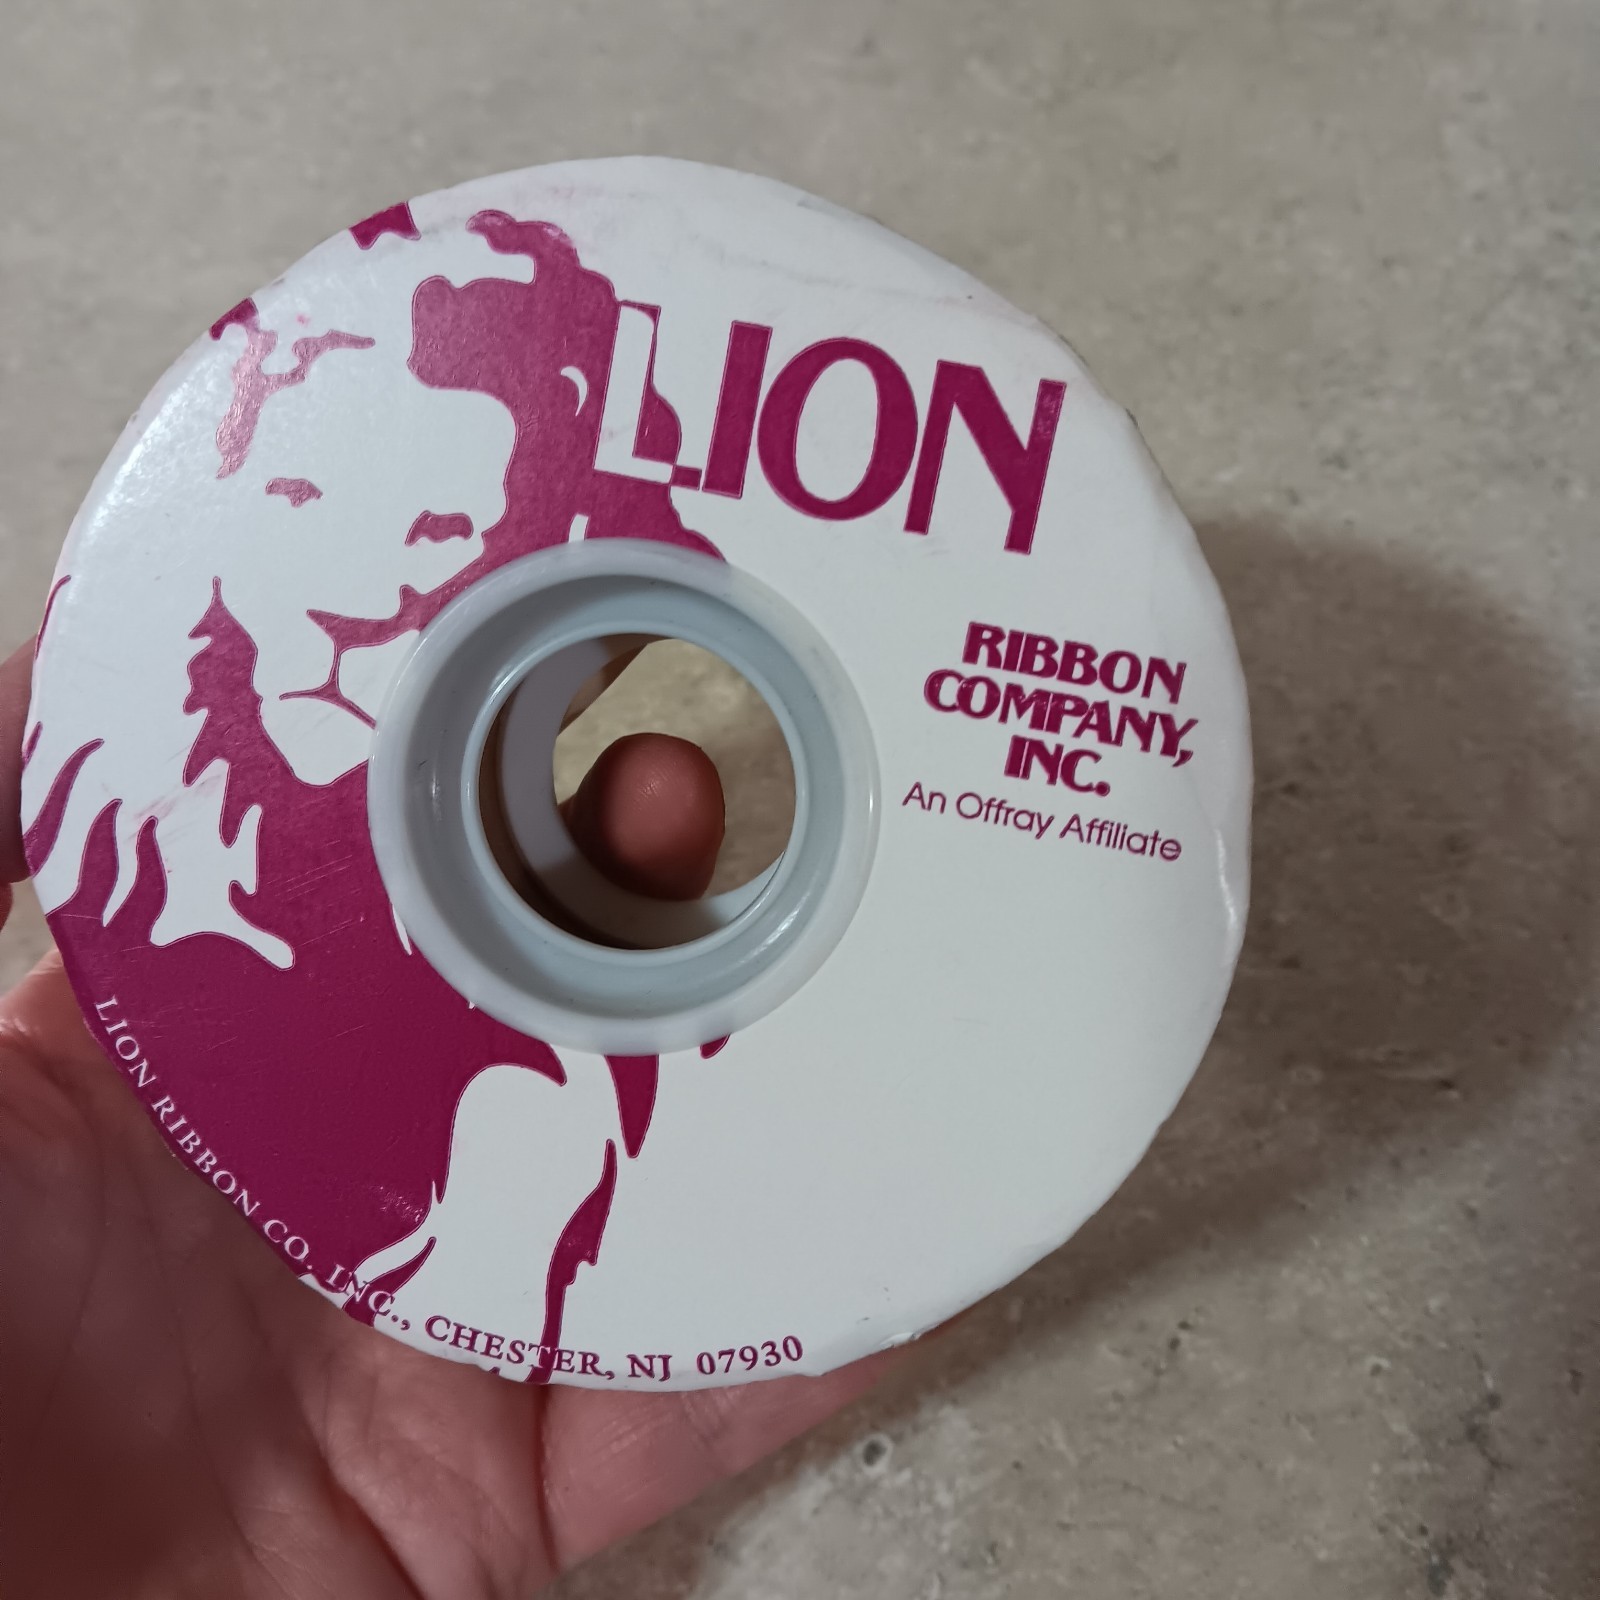 LION
RIBBON
COMPANY,
INC.
An Offray Affiliate
LION RIBBON CO. INC., CHESTER, NJ 07930